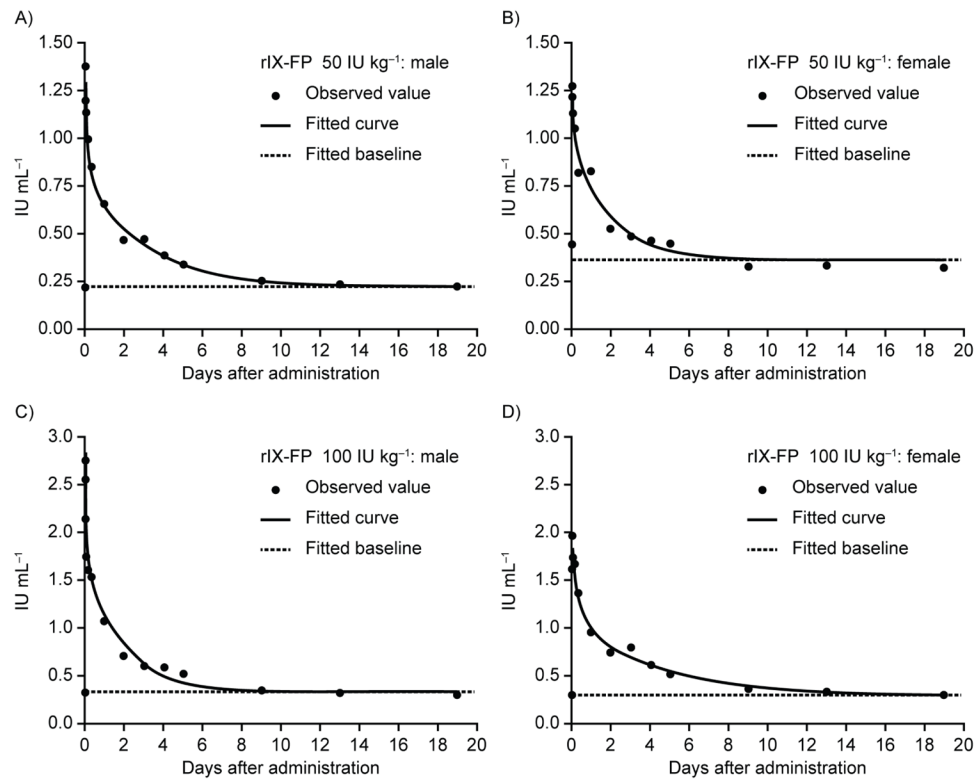 A)
rIX-FP 50 IU kg⁻¹: male
Observed value
Fitted curve
Fitted baseline
IU mL⁻¹
1.50
1.25
1.00
0.75
0.50
0.25
0.00
0 2 4 6 8 10 12 14 16 18 20
Days after administration
B)
rIX-FP 50 IU kg⁻¹: female
Observed value
Fitted curve
Fitted baseline
IU mL⁻¹
1.50
1.25
1.00
0.75
0.50
0.25
0.00
0 2 4 6 8 10 12 14 16 18 20
Days after administration
C)
rIX-FP 100 IU kg⁻¹: male
Observed value
Fitted curve
Fitted baseline
IU mL⁻¹
3.0
2.5
2.0
1.5
1.0
0.5
0.0
0 2 4 6 8 10 12 14 16 18 20
Days after administration
D)
rIX-FP 100 IU kg⁻¹: female
Observed value
Fitted curve
Fitted baseline
IU mL⁻¹
3.0
2.5
2.0
1.5
1.0
0.5
0.0
0 2 4 6 8 10 12 14 16 18 20
Days after administration